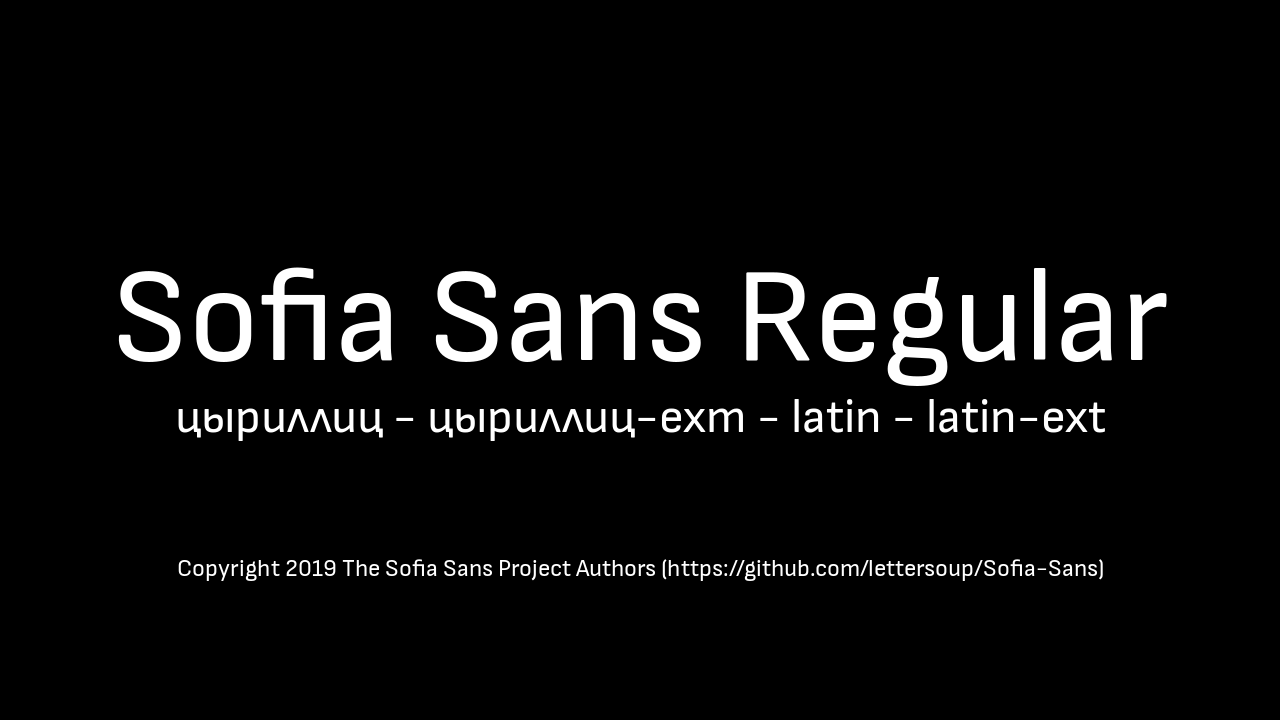 Sofia Sans Regular
цыриллиц - цыриллиц-ехт - latin - latin-ext
Copyright 2019 The Sofia Sans Project Authors (https://github.com/lettersoup/Sofia-Sans)